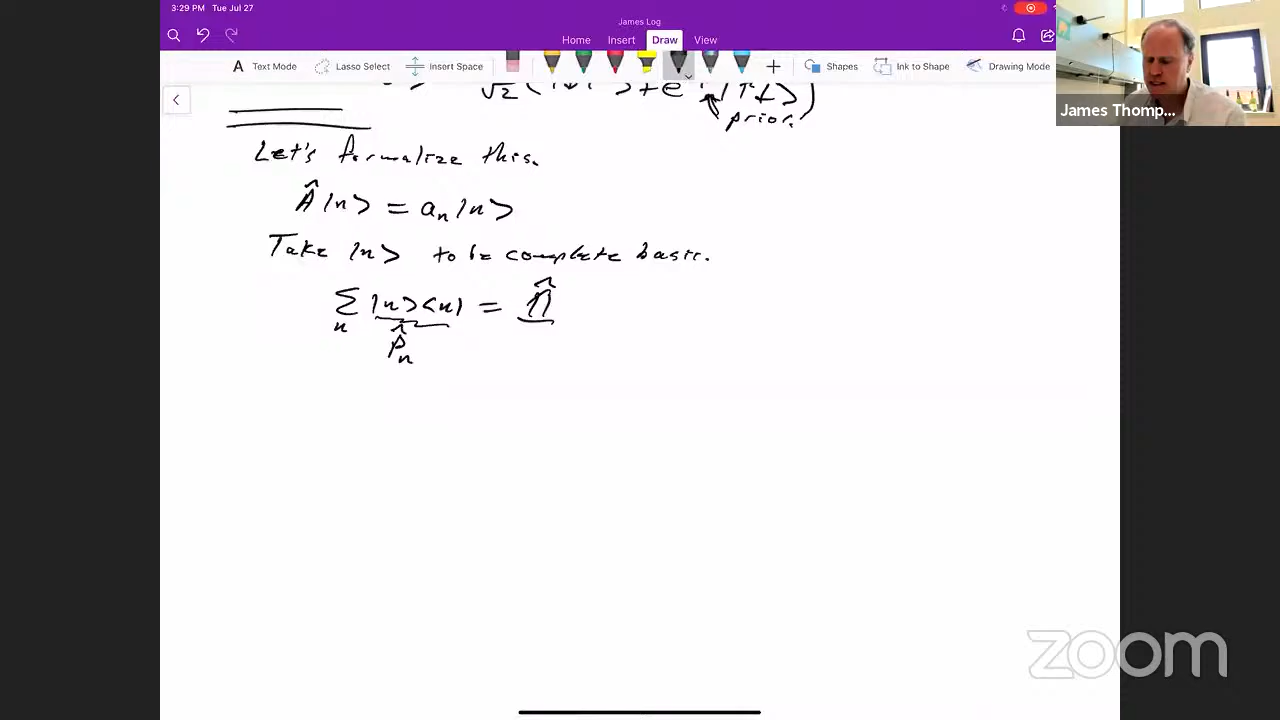 3:29 PM Tue Jul 27
James Log
Home Insert Draw View
A Text Mode Lasso Select Insert Space + Shapes Ink to Shape Drawing Mode
James Thomp...
√2
prior.
Let's formalize this.
Â|n> = aₙ|n>
Take |n> to be complete basis.
∑ |n><n| = 𝟙̂
n
P̂ₙ
zoom